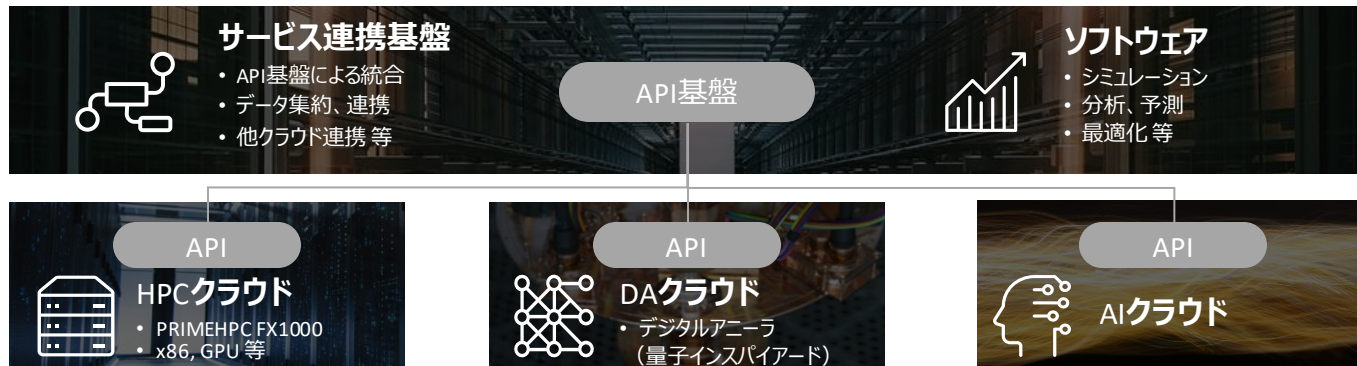 サービス連携基盤
• API基盤による統合
• データ集約、連携
• 他クラウド連携 等
API基盤
ソフトウェア
• シミュレーション
• 分析、予測
• 最適化 等
API
HPCクラウド
• PRIMEHPC FX1000
• x86, GPU 等
API
DAクラウド
• デジタルアニーラ
（量子インスパイアード）
API
AIクラウド